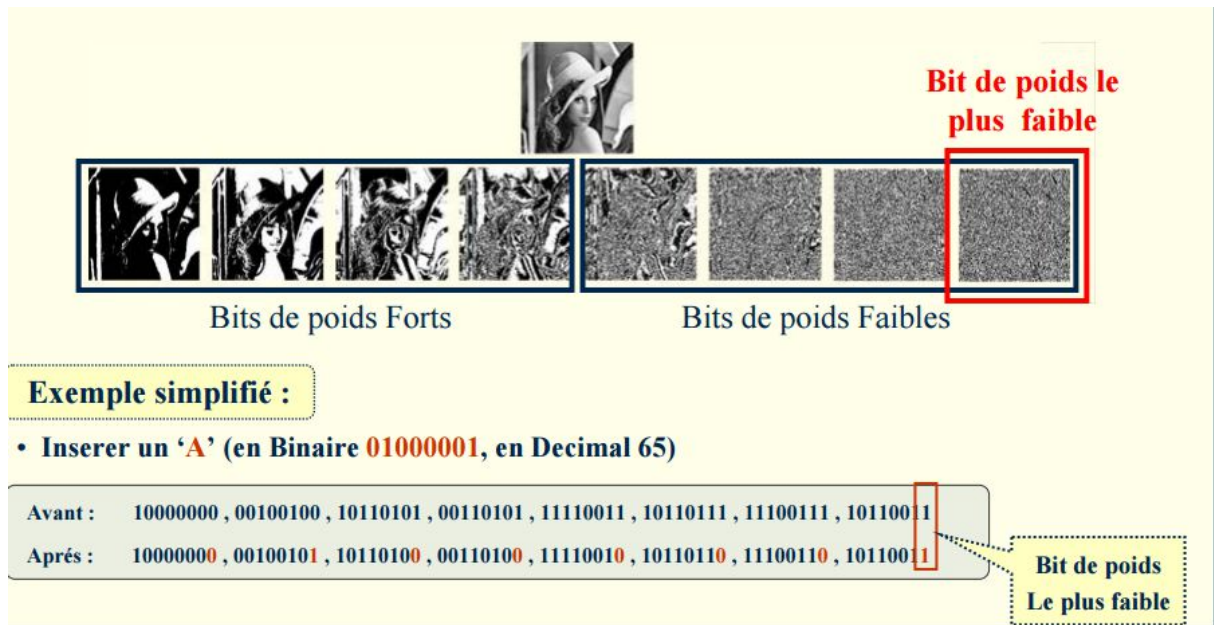 Bit de poids le
plus faible
Bits de poids Forts
Bits de poids Faibles
Exemple simplifié :
• Inserer un ‘A’ (en Binaire 01000001, en Decimal 65)
Avant : 10000000 , 00100100 , 10110101 , 00110101 , 11110011 , 10110111 , 11100111 , 10110011
Aprés : 10000000 , 00100101 , 10110100 , 00110100 , 11110010 , 10110110 , 11100110 , 10110011
Bit de poids
Le plus faible